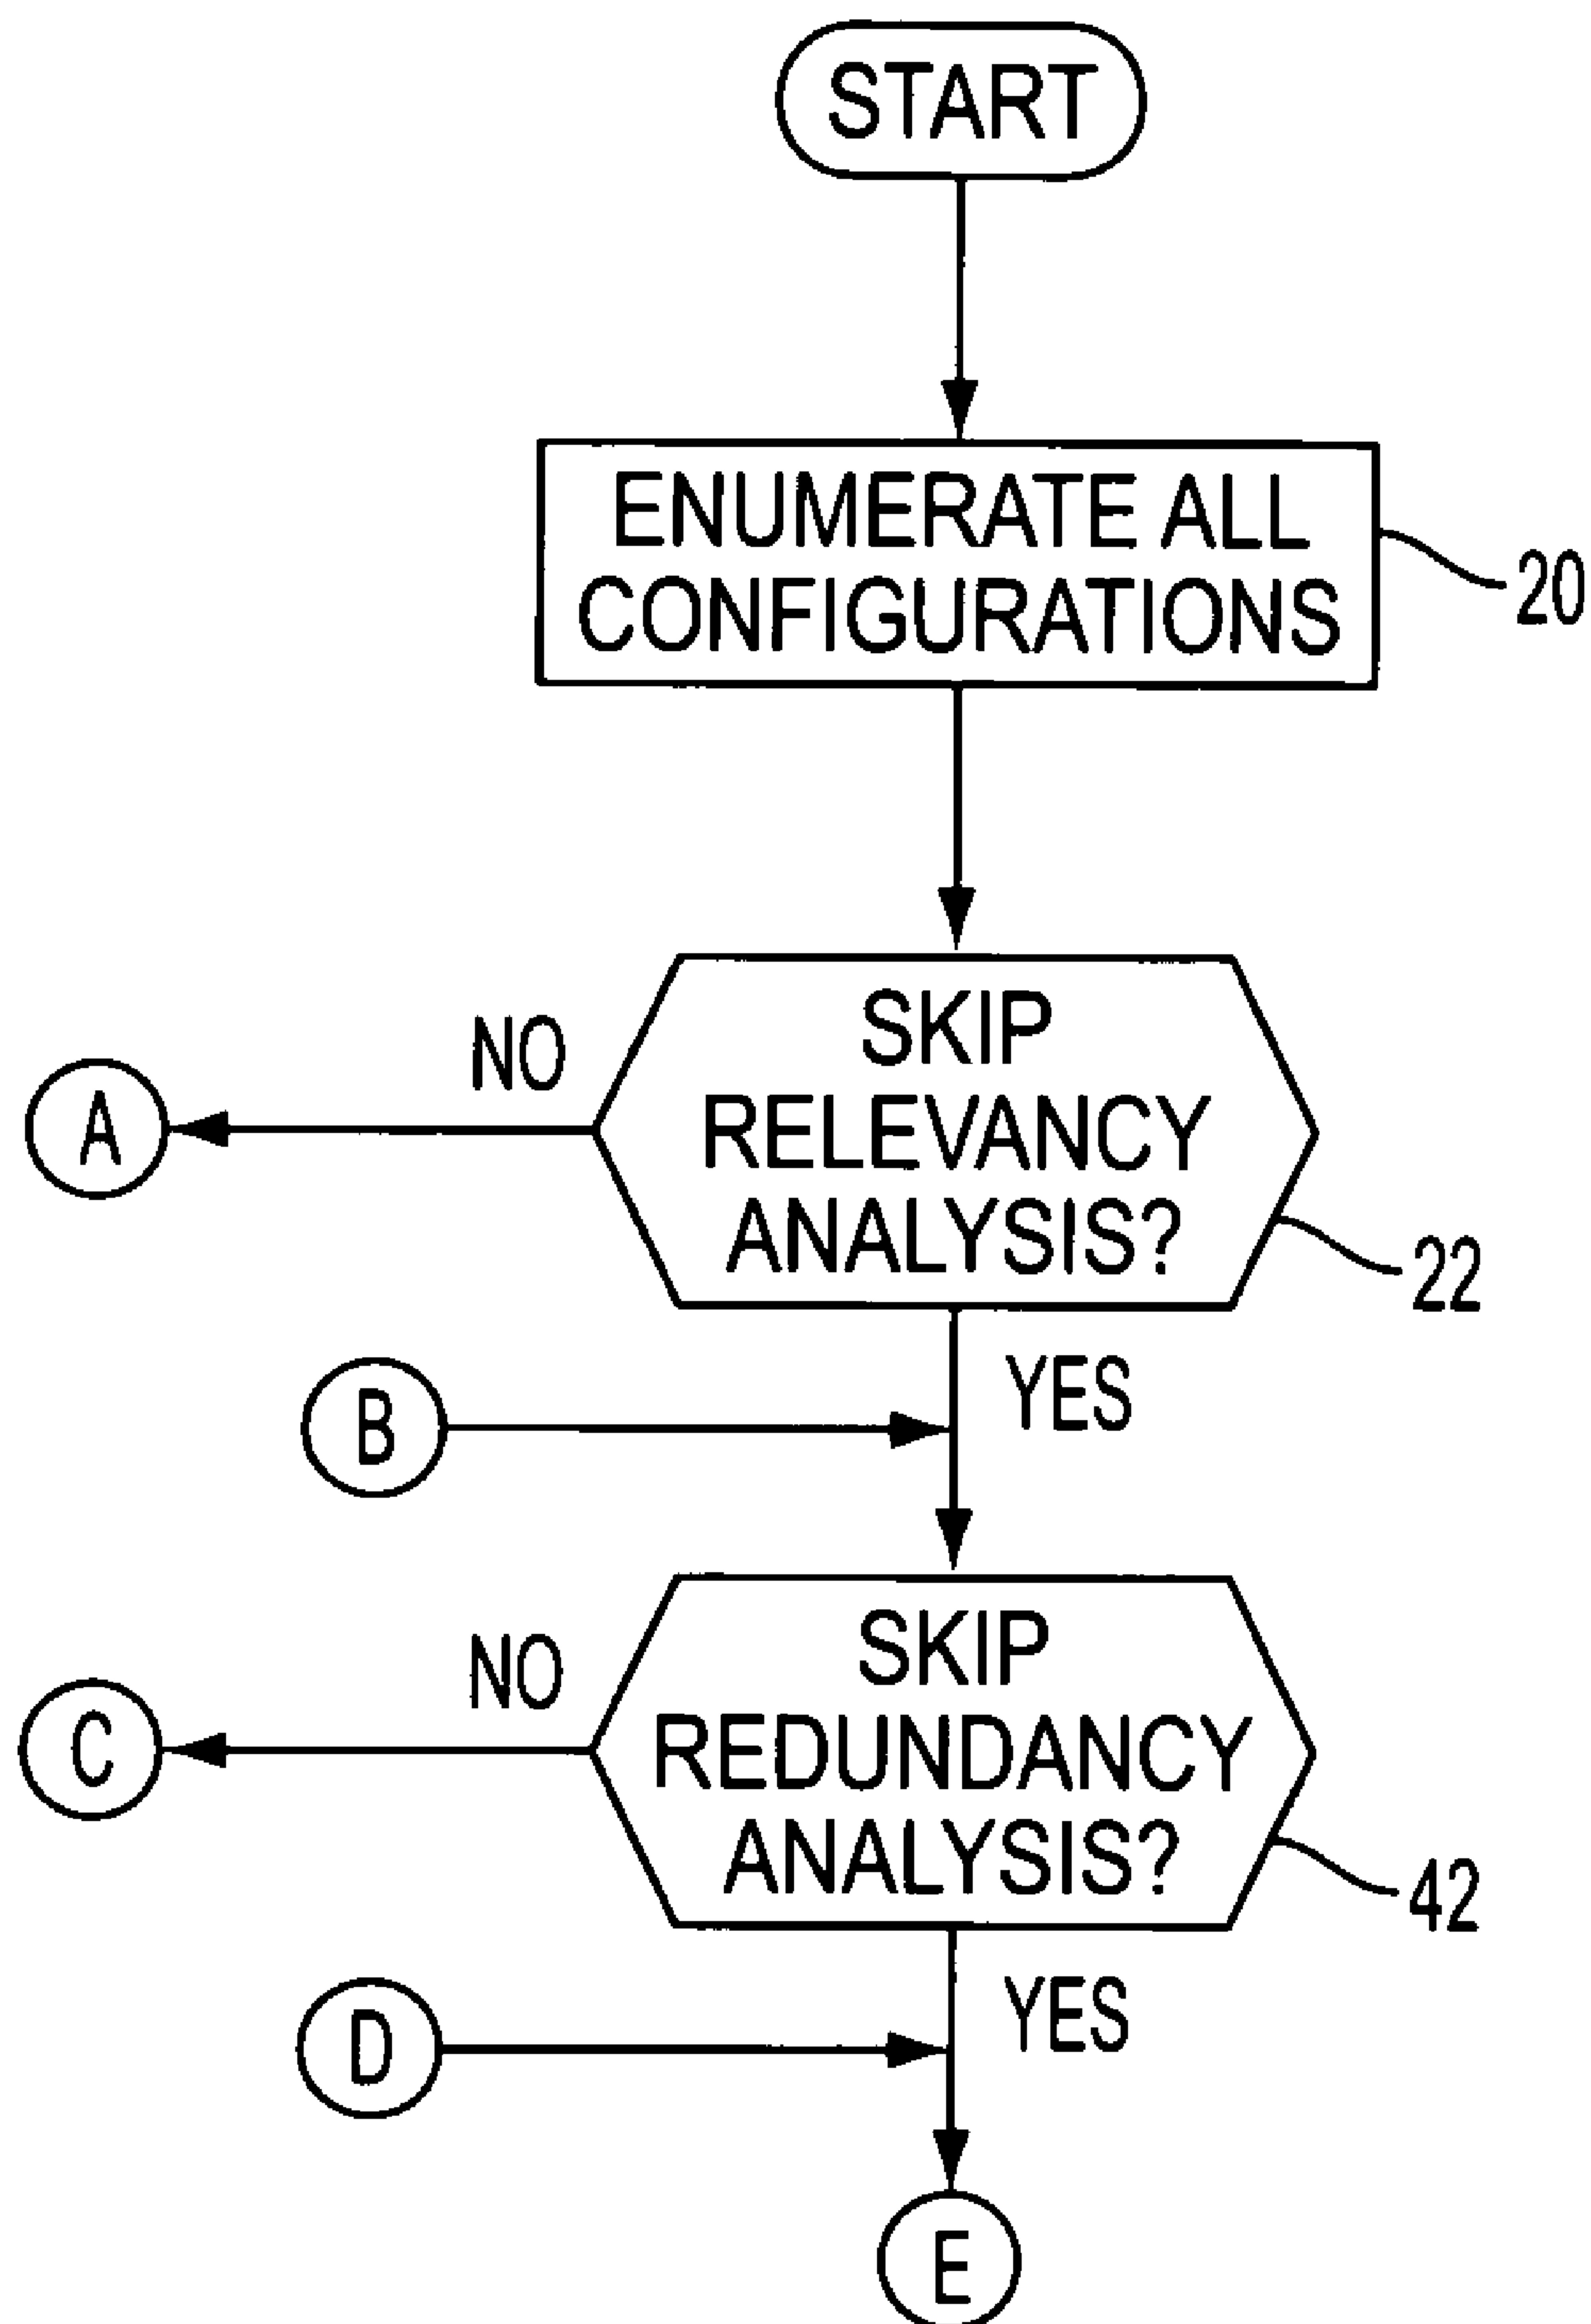 START
ENUMERATE ALL
CONFIGURATIONS
20
SKIP
RELEVANCY
ANALYSIS?
NO
A
22
YES
B
SKIP
REDUNDANCY
ANALYSIS?
NO
C
42
YES
D
E